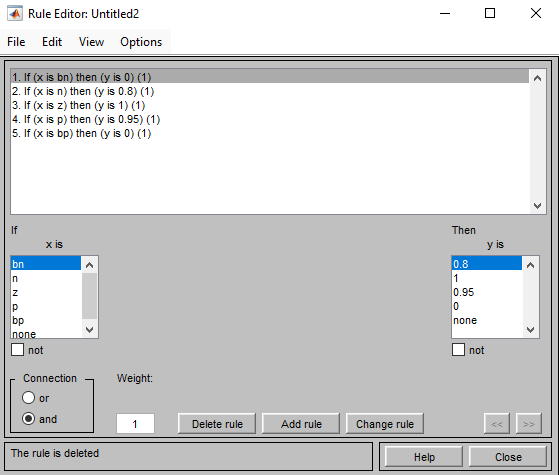 Rule Editor: Untitled2
File Edit View Options
1. If (x is bn) then (y is 0) (1)
2. If (x is n) then (y is 0.8) (1)
3. If (x is z) then (y is 1) (1)
4. If (x is p) then (y is 0.95) (1)
5. If (x is bp) then (y is 0) (1)
If
x is
bn
n
z
p
bp
none
not
Then
y is
0.8
1
0.95
0
none
not
Connection
or
and
Weight:
1
Delete rule Add rule Change rule << >>
The rule is deleted
Help Close